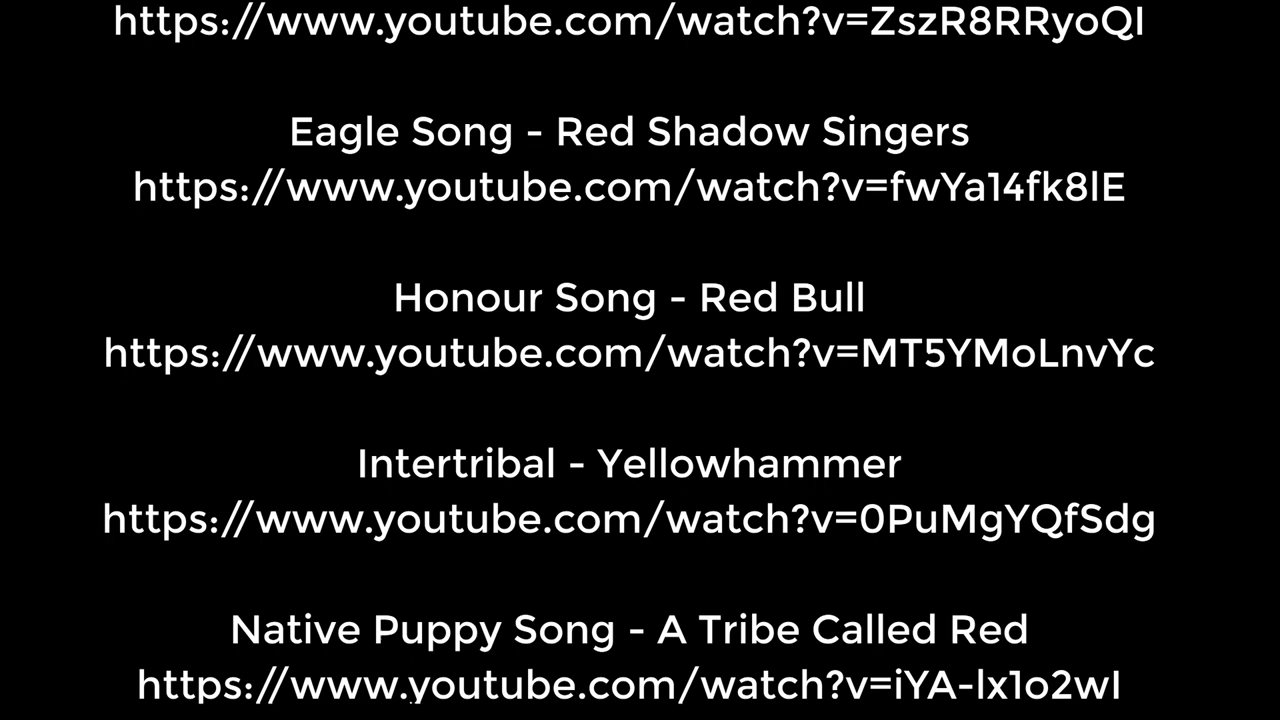 https://www.youtube.com/watch?v=ZszR8RRyoQI
Eagle Song - Red Shadow Singers
https://www.youtube.com/watch?v=fwYa14fk8lE
Honour Song - Red Bull
https://www.youtube.com/watch?v=MT5YMoLnvYc
Intertribal - Yellowhammer
https://www.youtube.com/watch?v=0PuMgYQfSdg
Native Puppy Song - A Tribe Called Red
https://www.youtube.com/watch?v=iYA-lx1o2wI